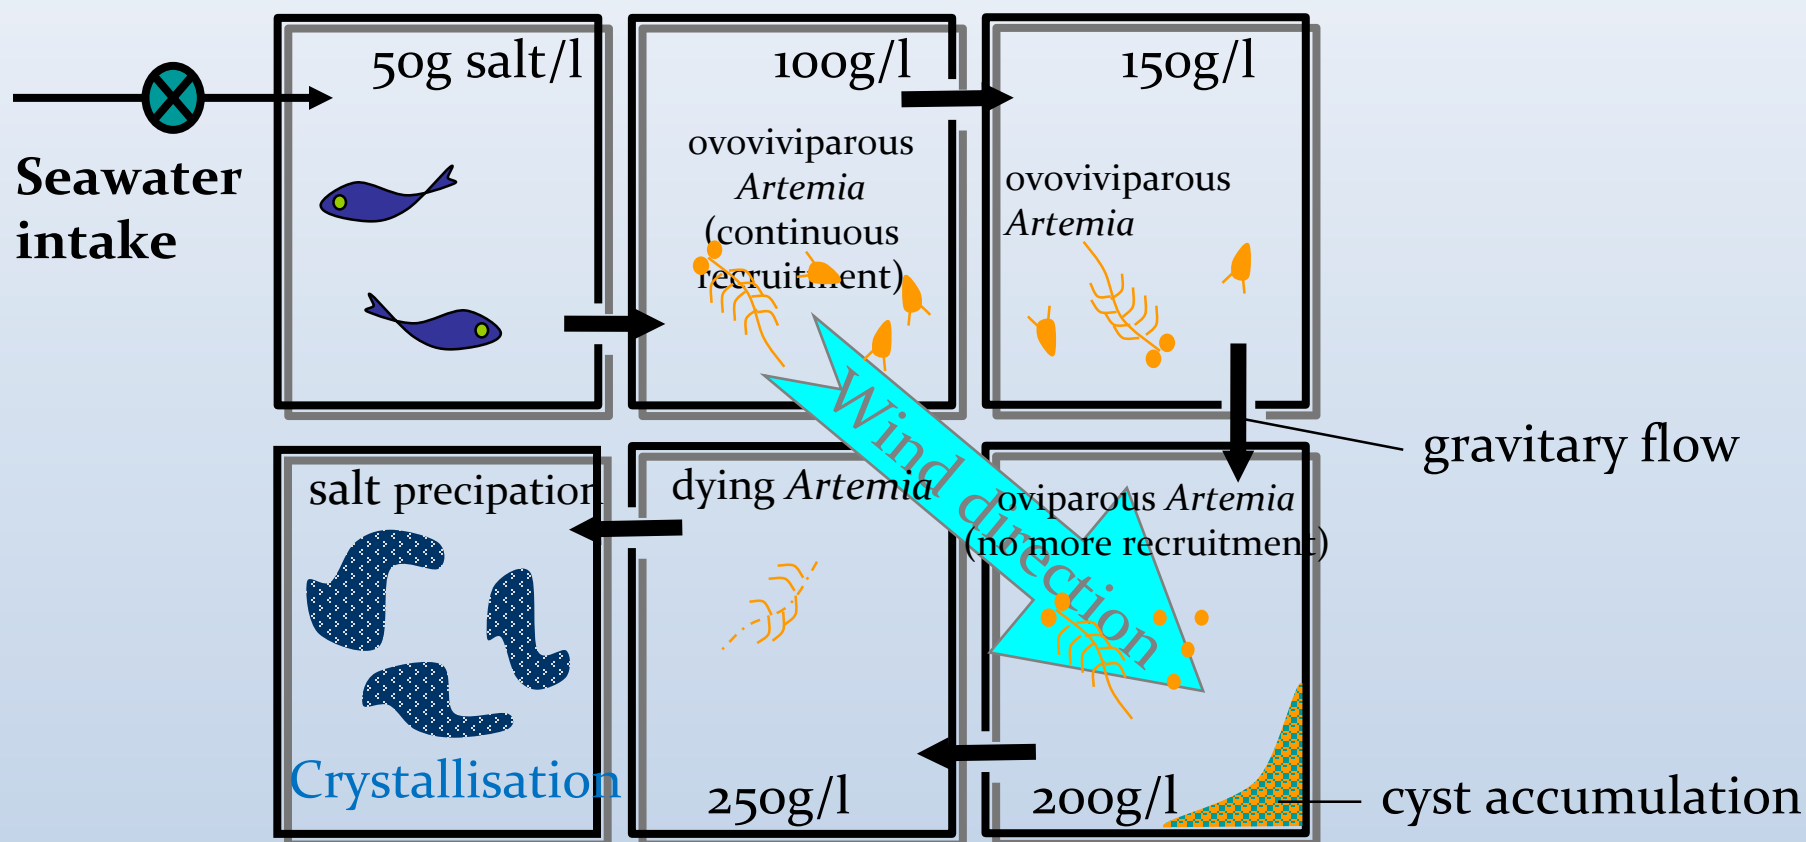 50g salt/l
100g/l
150g/l
Seawater
intake
ovoviviparous
Artemia
(continuous
recruitment)
ovoviviparous
Artemia
Wind direction
gravitary flow
salt precipation
dying Artemia
oviparous Artemia
(no more recruitment)
Crystallisation
250g/l
200g/l
cyst accumulation